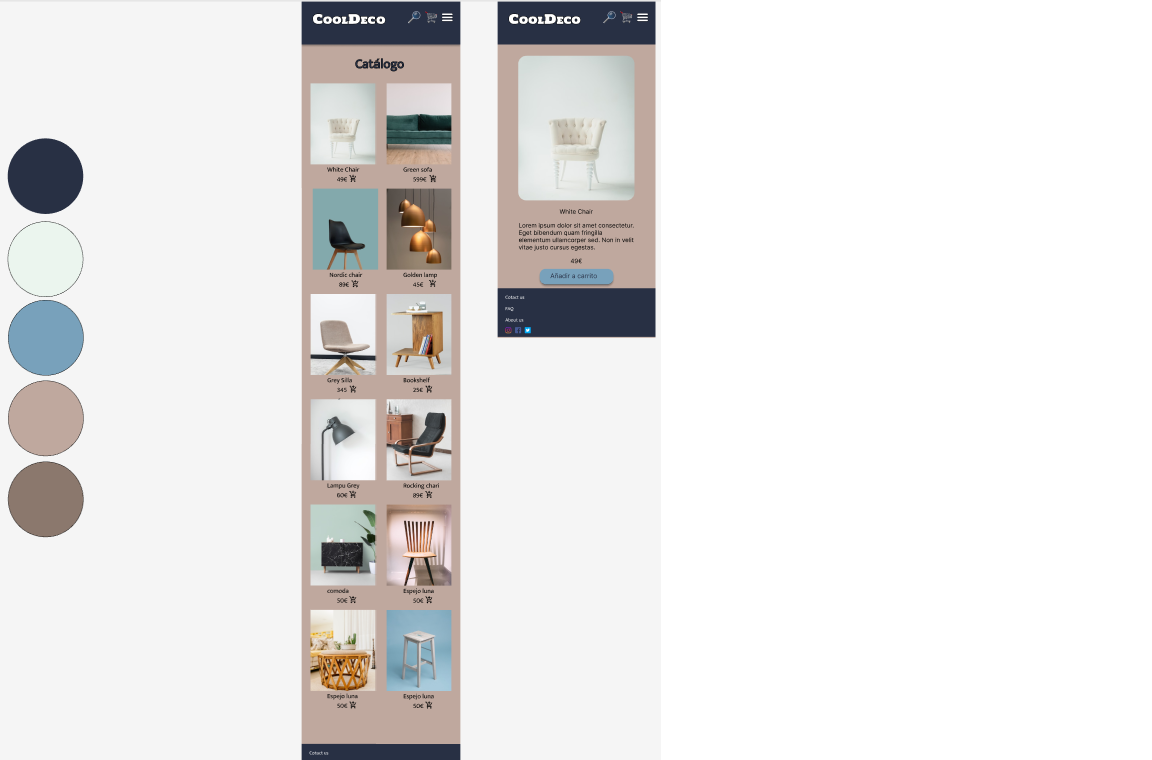 CoolDeco
Catálogo
White Chair
49€
Green sofa
599€
Nordic chair
89€
Golden lamp
45€
Grey Silla
345
Bookshelf
25€
Lampu Grey
60€
Rocking chari
89€
comoda
50€
Espejo luna
50€
Espejo luna
50€
Espejo luna
50€
Cotact us
CoolDeco
White Chair
Lorem ipsum dolor sit amet consectetur.
Eget bibendum quam fringilla
elementum ullamcorper sed. Non in velit
vitae justo cursus egestas.
49€
Añadir a carrito
Cotact us
FAQ
About us